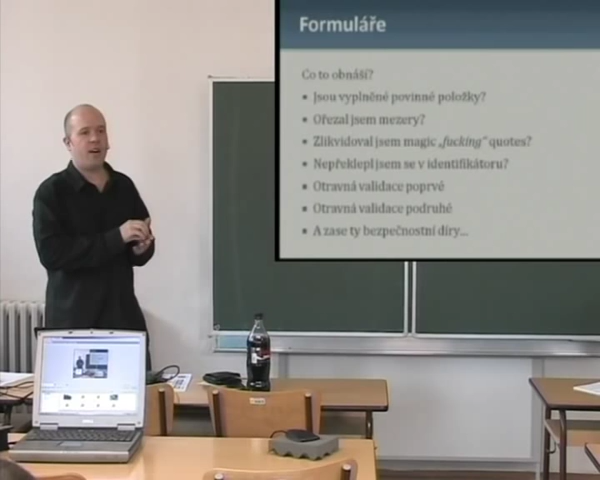 Formuláře
Co to obnáší?
Jsou vyplněné povinné položky?
Ořezal jsem mezery?
Zlikvidoval jsem magic „fucking“ quotes?
Nepřeklepl jsem se v identifikátoru?
Otravná validace poprvé
Otravná validace podruhé
A zase ty bezpečnostní díry...